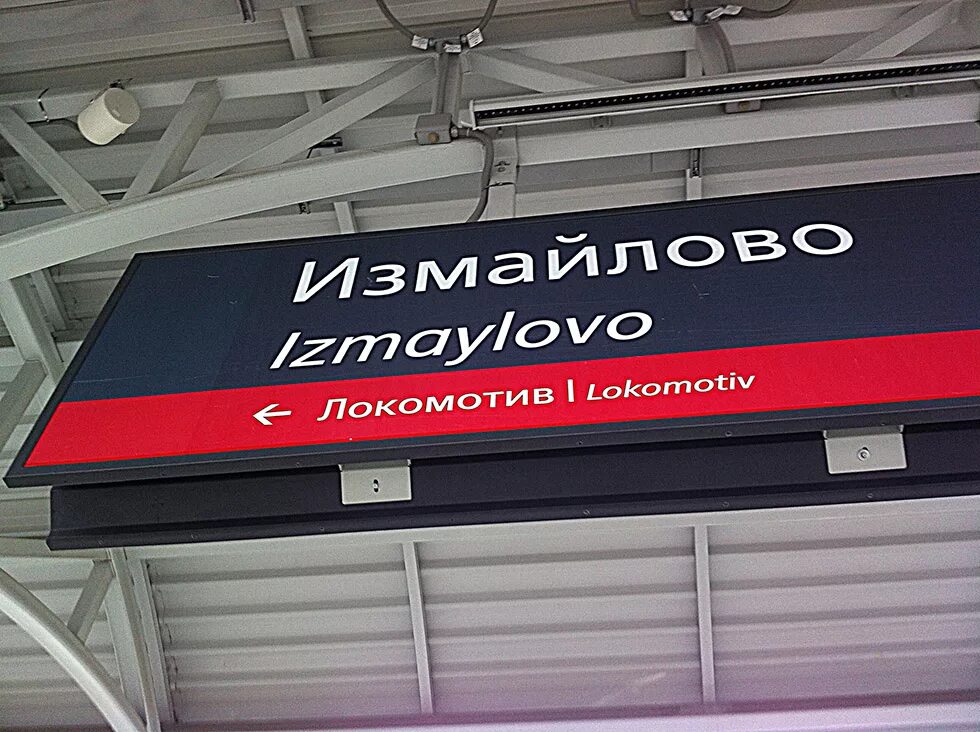 Измайлово
Izmaylovo
← Локомотив | Lokomotiv